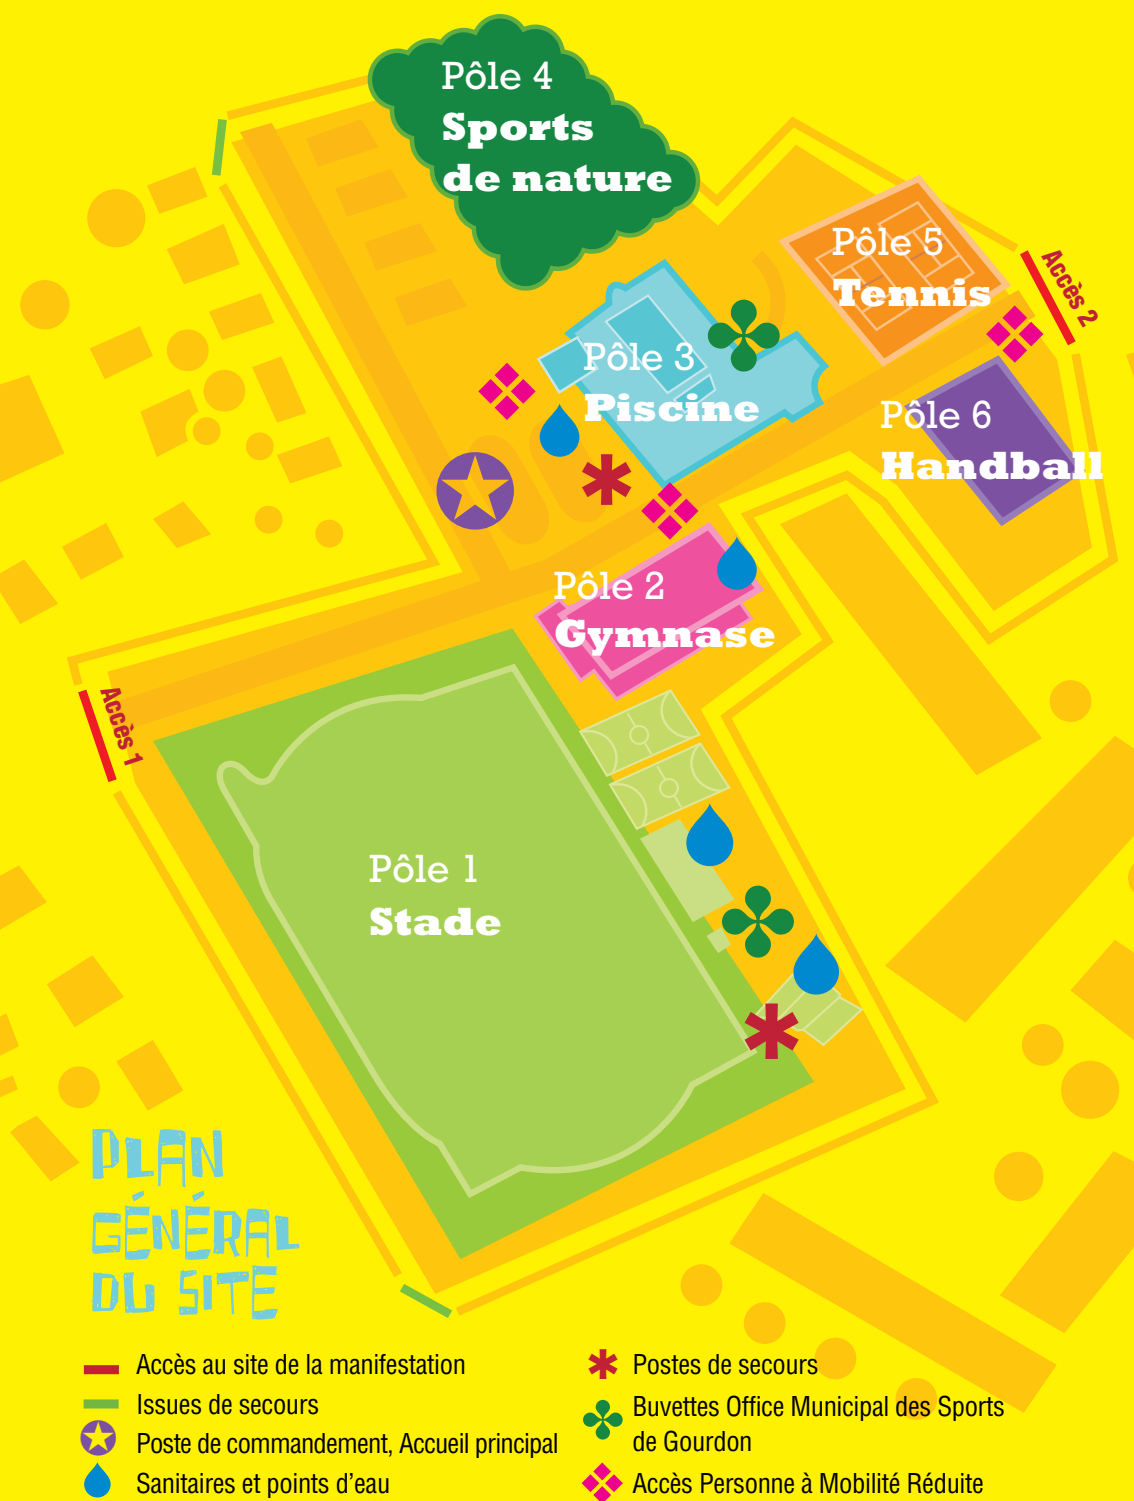 Pôle 4
Sports
de nature
Pôle 5
Tennis
Accès 2
Pôle 3
Piscine
Pôle 6
Handball
Pôle 2
Gymnase
Accès 1
Pôle 1
Stade
PLAN
GÉNÉRAL
DU SITE
Accès au site de la manifestation
Issues de secours
Poste de commandement, Accueil principal
Sanitaires et points d'eau
Postes de secours
Buvettes Office Municipal des Sports
de Gourdon
Accès Personne à Mobilité Réduite